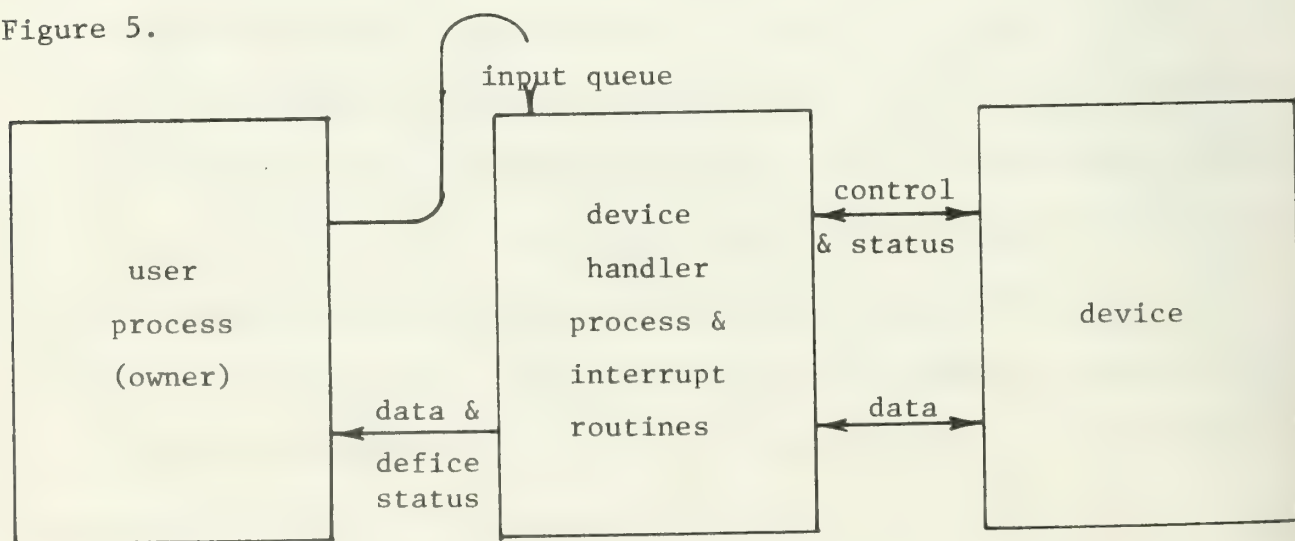 Figure 5.
input queue
user
process
(owner)
data &
defice
status
device
handler
process &
interrupt
routines
control
& status
data
device